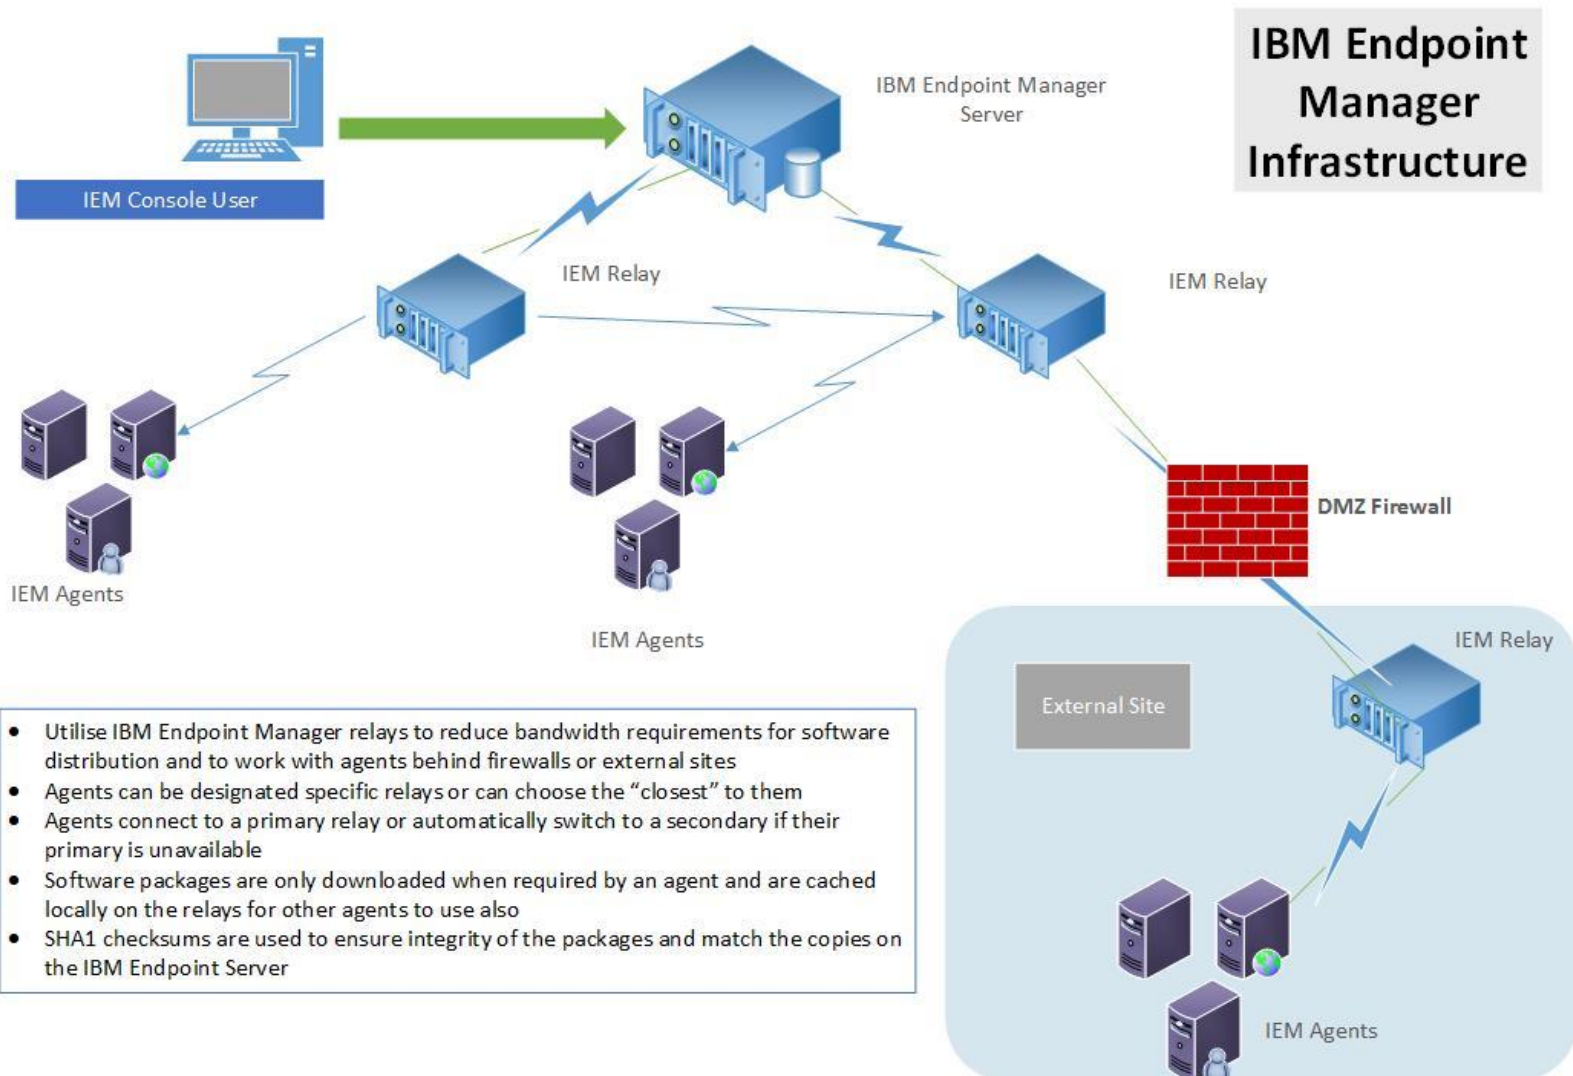 IBM Endpoint
Manager
Infrastructure
IBM Endpoint Manager
Server
IEM Console User
IEM Relay
IEM Relay
DMZ Firewall
IEM Agents
IEM Agents
IEM Relay
External Site
• Utilise IBM Endpoint Manager relays to reduce bandwidth requirements for software
distribution and to work with agents behind firewalls or external sites
• Agents can be designated specific relays or can choose the “closest” to them
• Agents connect to a primary relay or automatically switch to a secondary if their
primary is unavailable
• Software packages are only downloaded when required by an agent and are cached
locally on the relays for other agents to use also
• SHA1 checksums are used to ensure integrity of the packages and match the copies on
the IBM Endpoint Server
IEM Agents